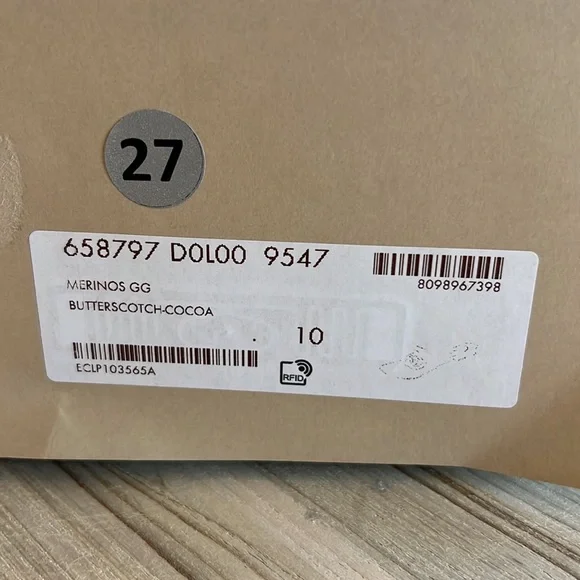 27
658797 D0L00 9547
8098967398
MERINOS GG
BUTTERSCOTCH-COCOA
. 10
ECLP103565A
RFID